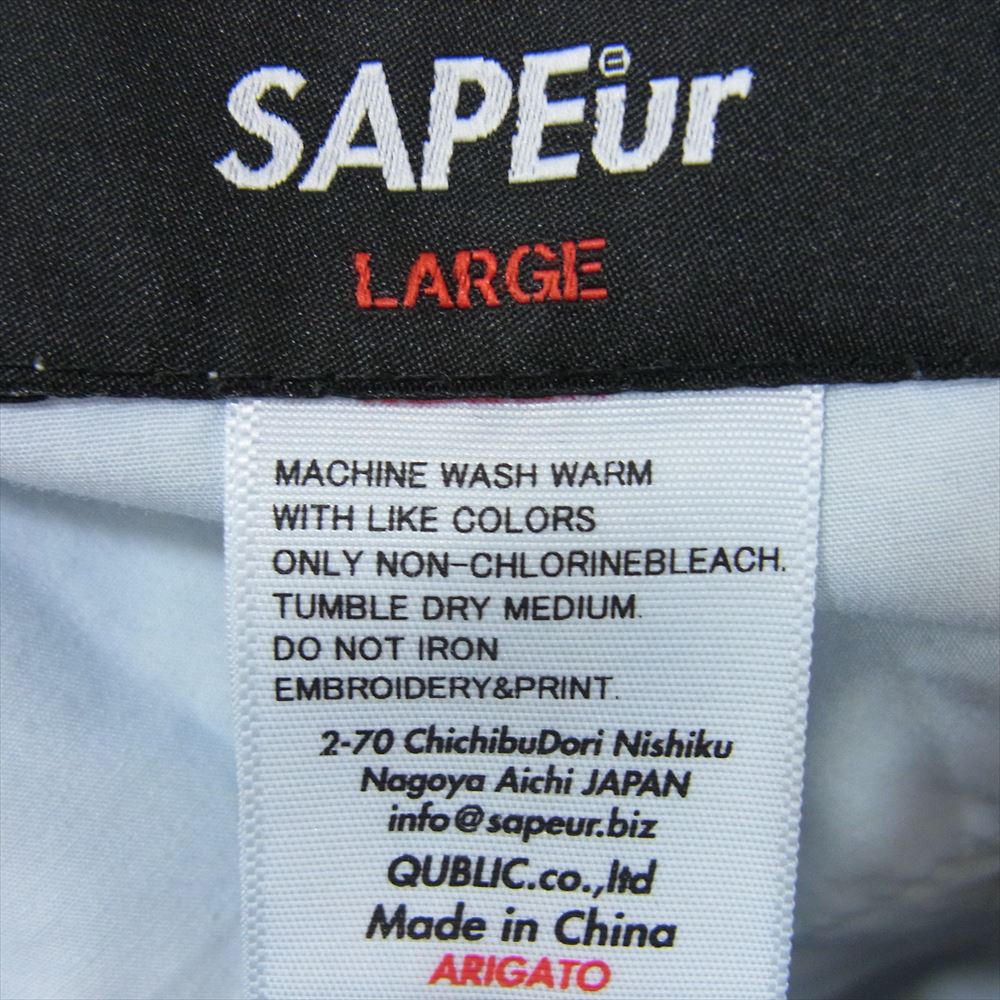 SAPEur
LARGE
MACHINE WASH WARM
WITH LIKE COLORS
ONLY NON-CHLORINEBLEACH.
TUMBLE DRY MEDIUM.
DO NOT IRON
EMBROIDERY&PRINT.
2-70 ChichibuDori Nishiku
Nagoya Aichi JAPAN
info@sapeur.biz
QUBLIC.co.,ltd
Made in China
ARIGATO